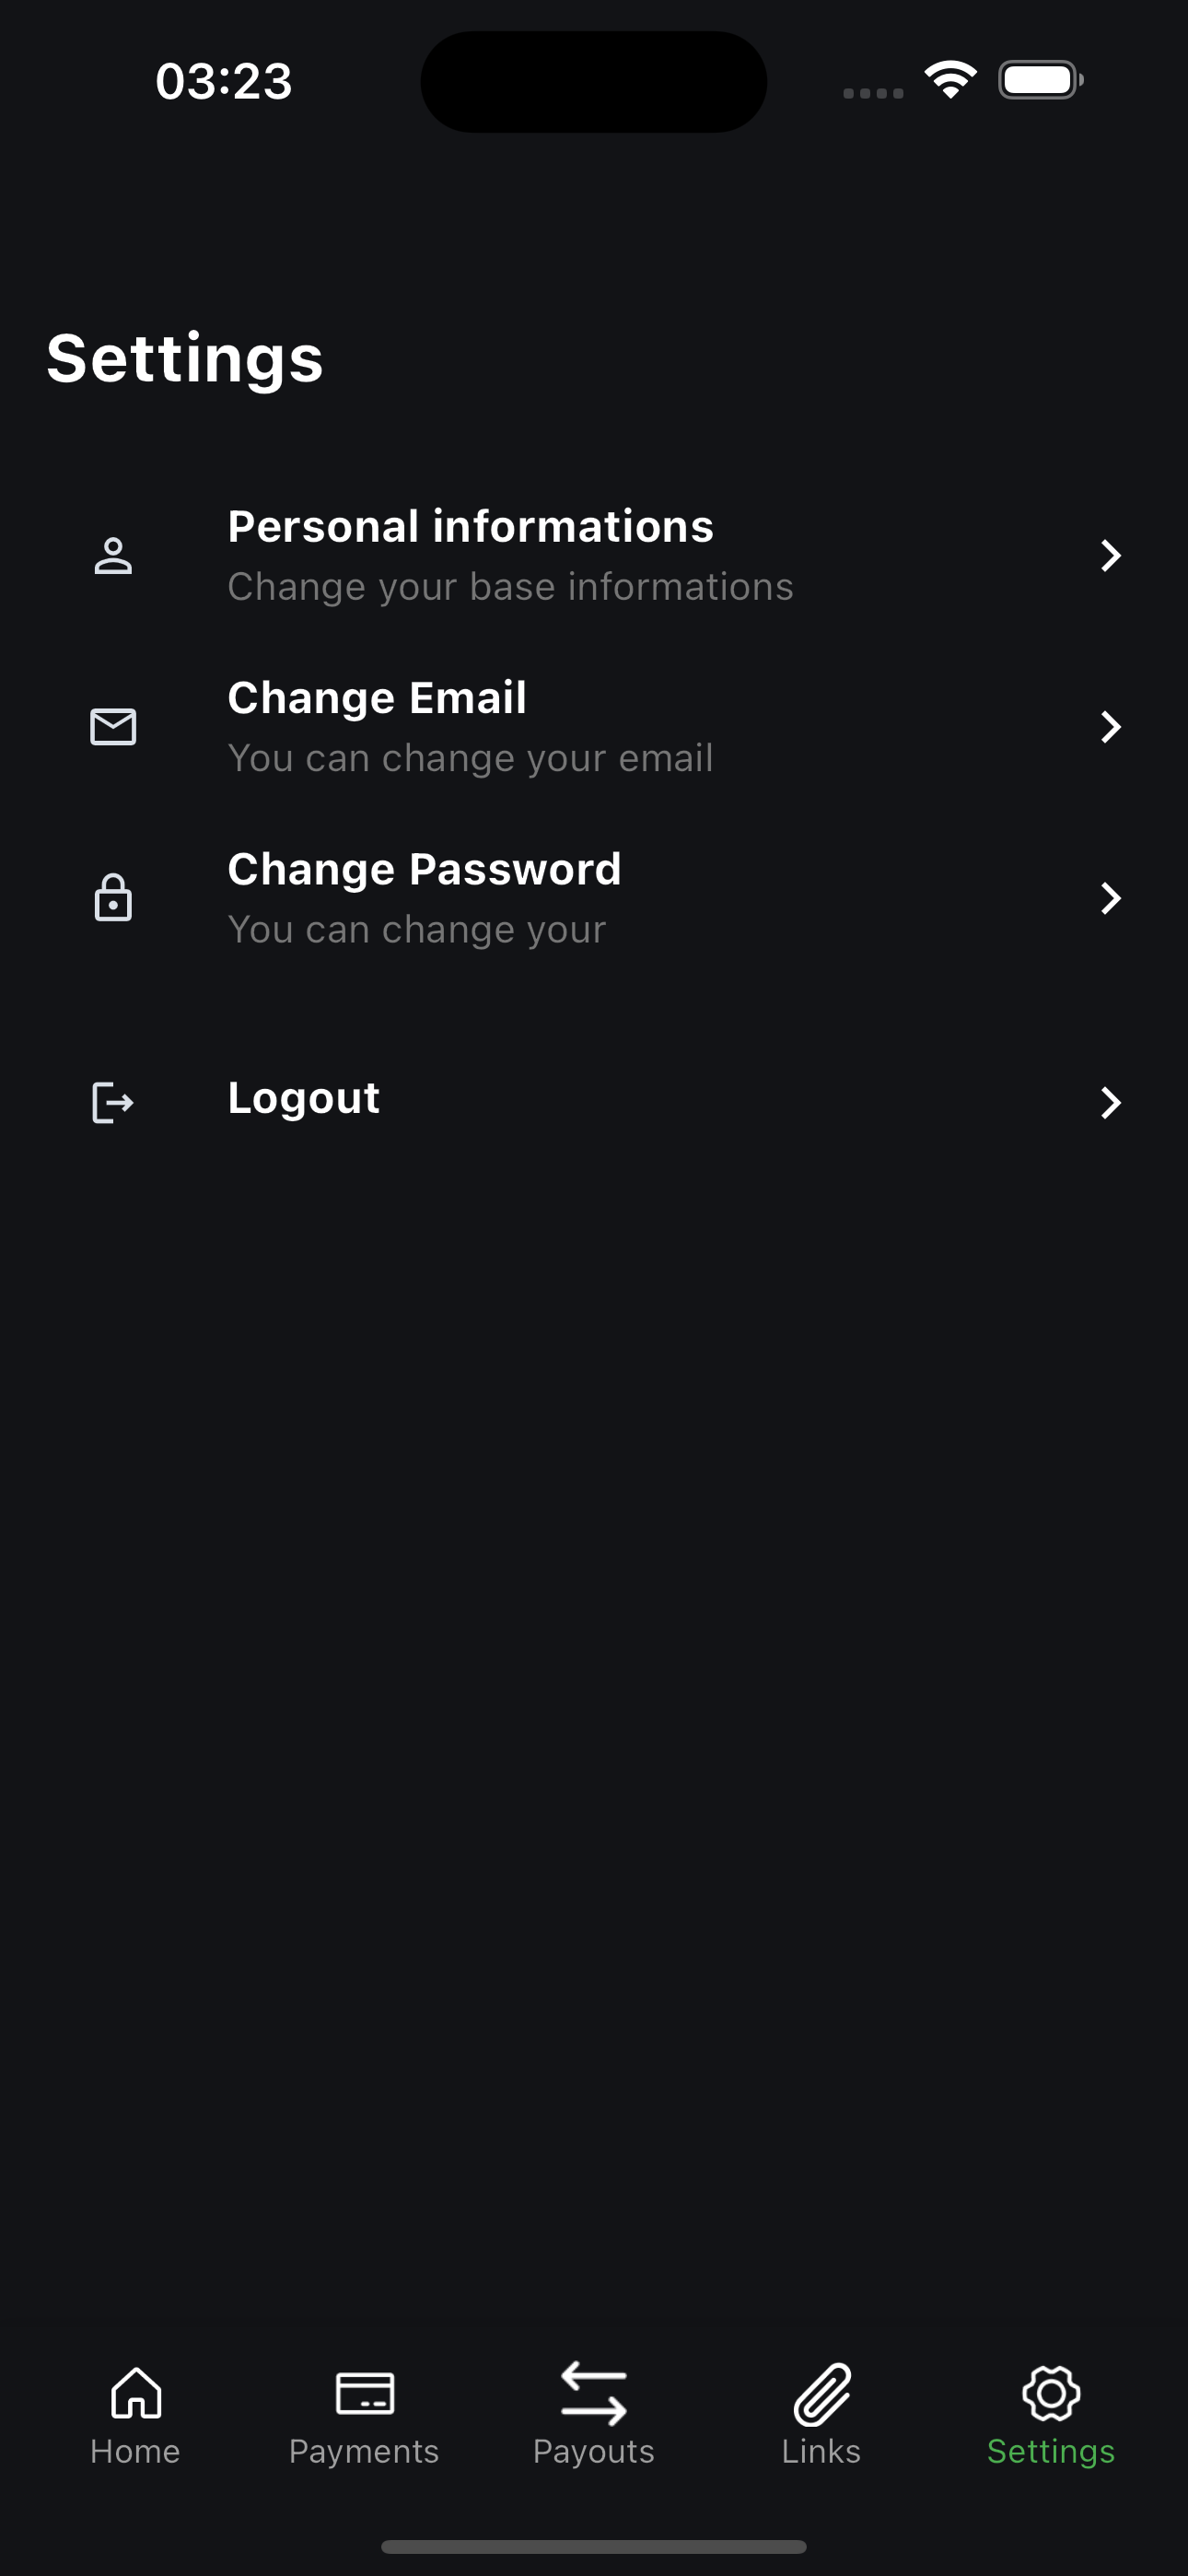 03:23
Settings
Personal informations
Change your base informations
Change Email
You can change your email
Change Password
You can change your
Logout
Home
Payments
Payouts
Links
Settings